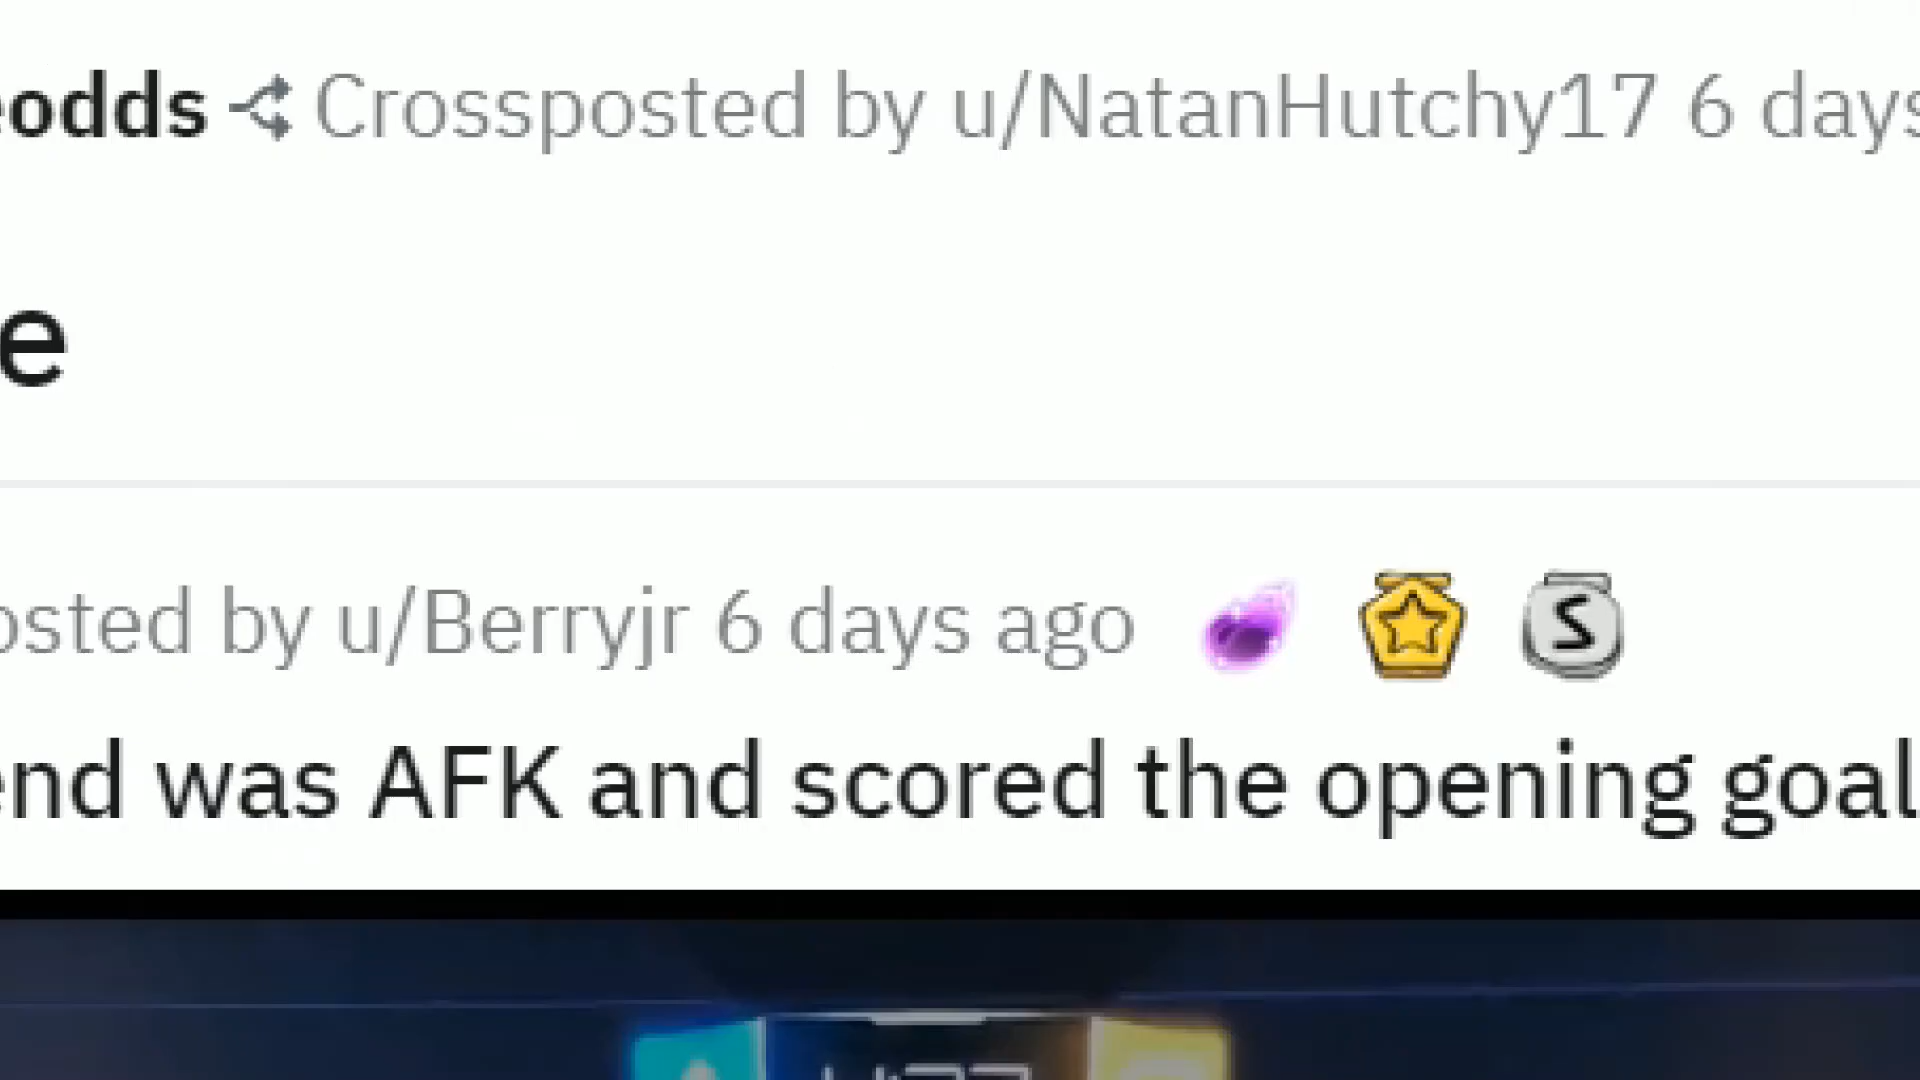 eodds Crossposted by u/NatanHutchy17 6 days
e
osted by u/Berryjr 6 days ago S
end was AFK and scored the opening goal